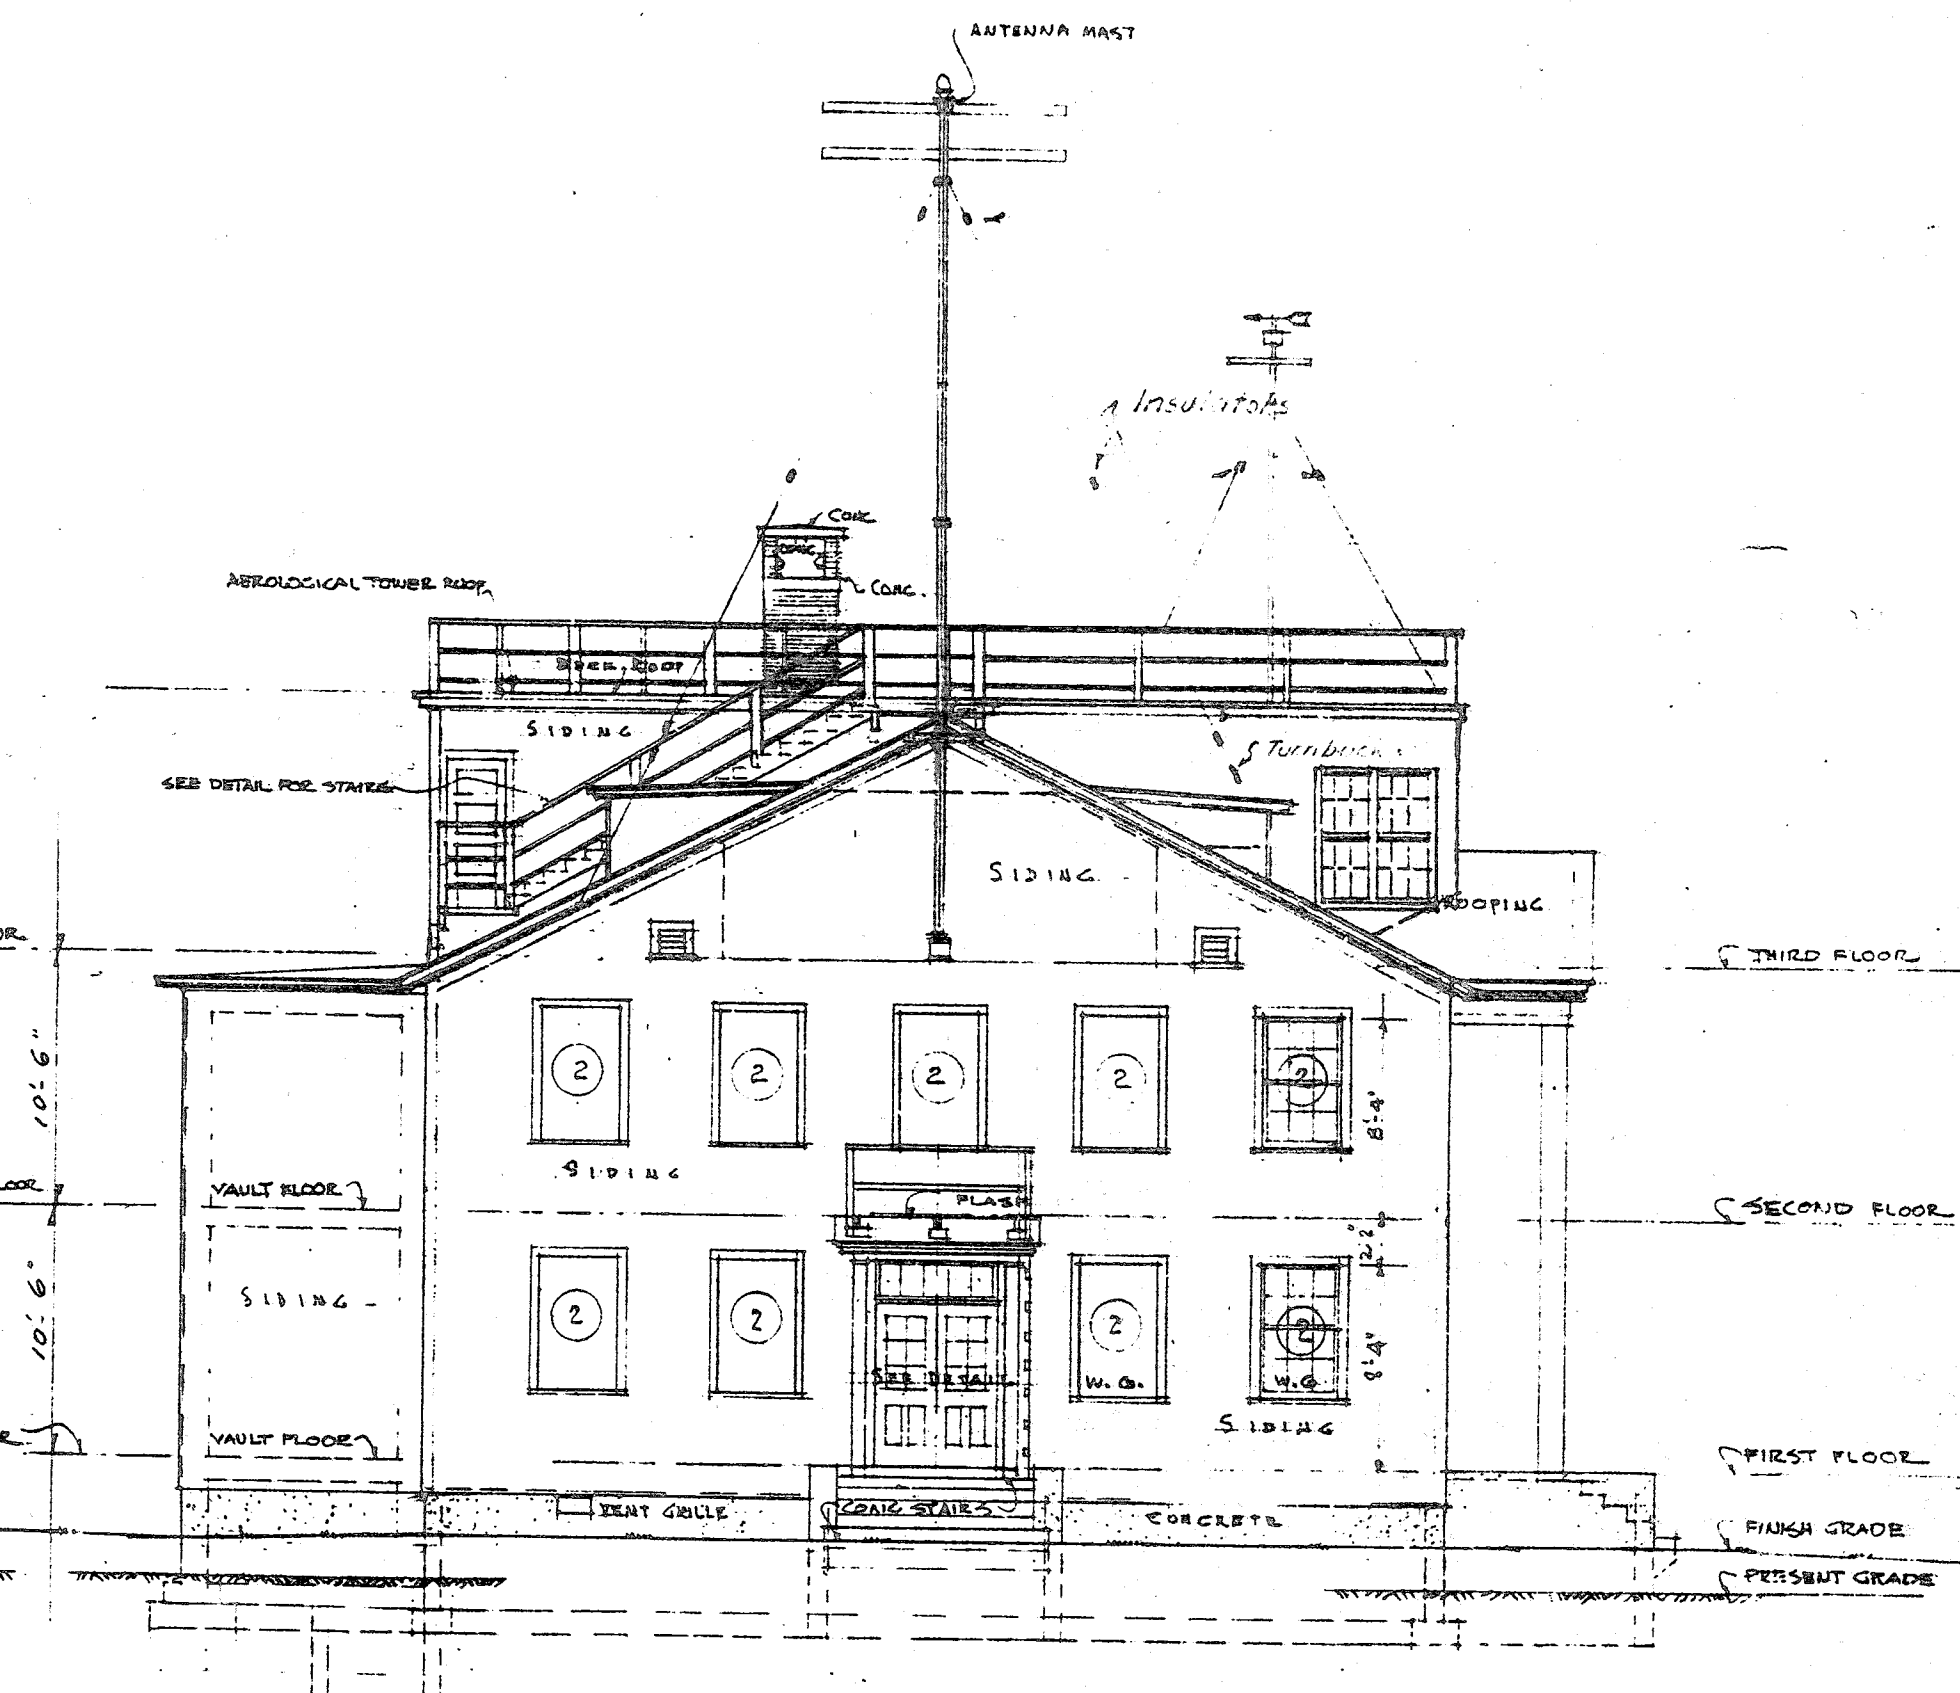 ANTENNA MAST
Insulators
CONC
CONC.
CONC.
AEROLOGICAL TOWER ROOF
DECK ROOF
SIDING
SEE DETAIL FOR STAIRS
SIDING
ROOFING
THIRD FLOOR
10'-6"
2
2
2
2
2
8'-4"
SIDING
VAULT FLOOR
FLASH
SECOND FLOOR
2'-2"
10'-6"
SIDING
2
2
2
2
8'-4"
SEE DETAIL
W.G.
W.G.
SIDING
VAULT FLOOR
FIRST FLOOR
VENT GRILLE
CONC STAIRS
CONCRETE
FINISH GRADE
PRESENT GRADE